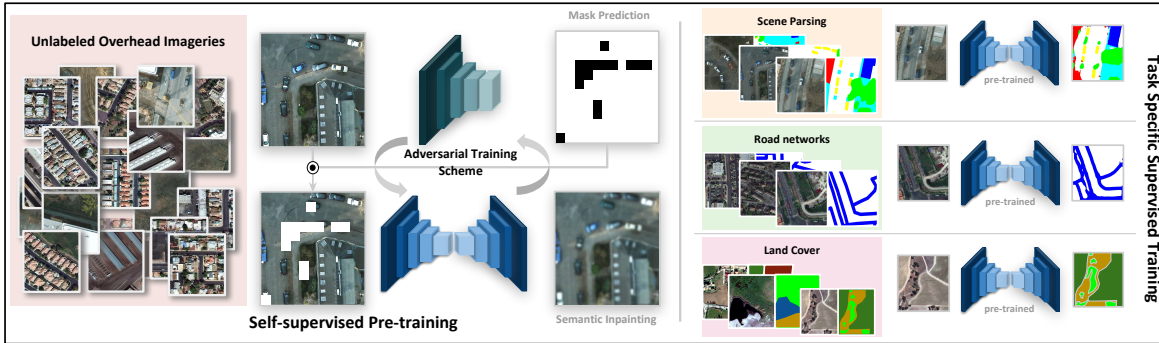 Unlabeled Overhead Imageries
Mask Prediction
Adversarial Training
Scheme
Self-supervised Pre-training
Semantic Inpainting
Scene Parsing
pre-trained
Road networks
pre-trained
Land Cover
pre-trained
Task Specific Supervised Training